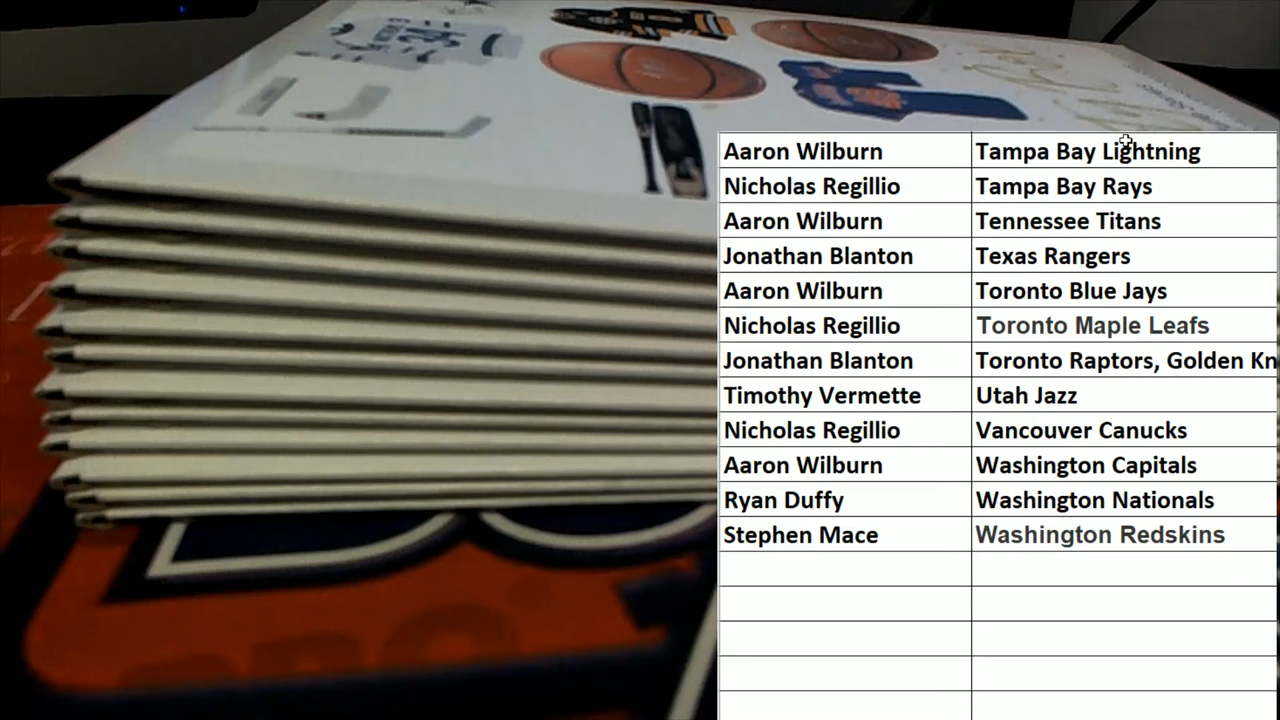 Aaron Wilburn Tampa Bay Lightning
Nicholas Regillio Tampa Bay Rays
Aaron Wilburn Tennessee Titans
Jonathan Blanton Texas Rangers
Aaron Wilburn Toronto Blue Jays
Nicholas Regillio Toronto Maple Leafs
Jonathan Blanton Toronto Raptors, Golden Kn
Timothy Vermette Utah Jazz
Nicholas Regillio Vancouver Canucks
Aaron Wilburn Washington Capitals
Ryan Duffy Washington Nationals
Stephen Mace Washington Redskins